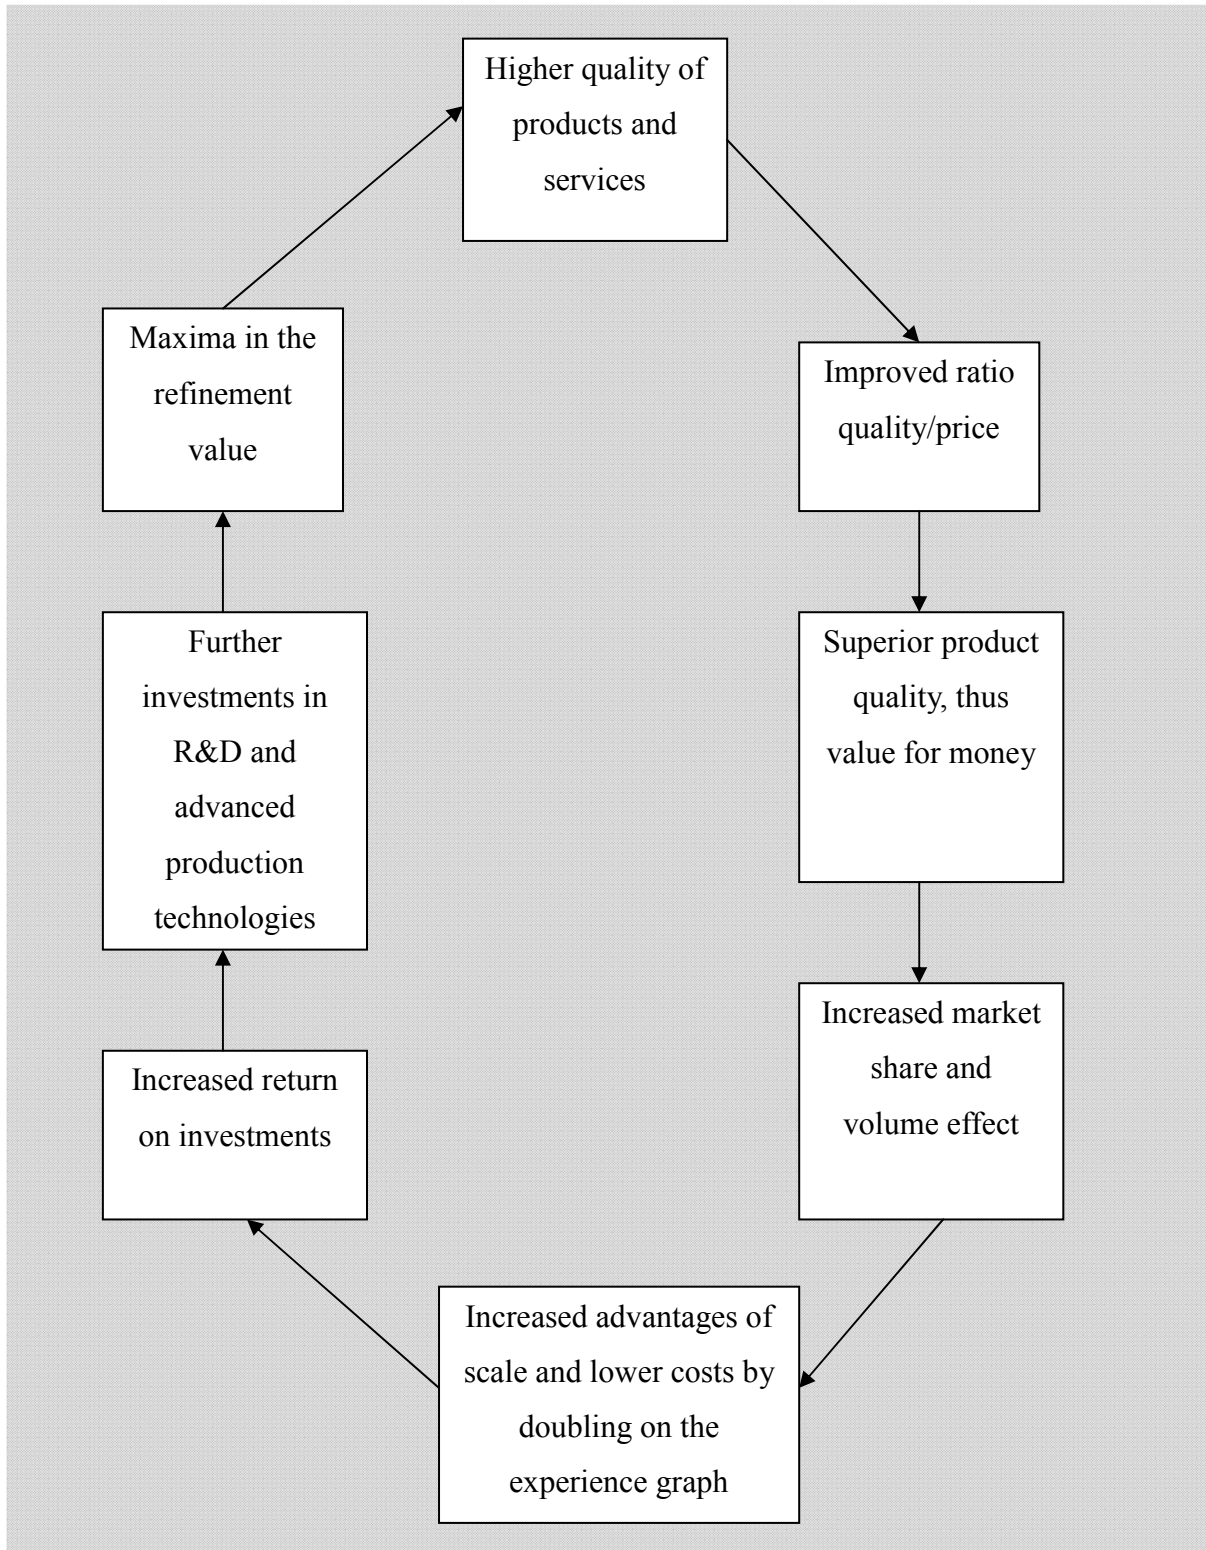 Higher quality of
products and
services
Improved ratio
quality/price
Superior product
quality, thus
value for money
Increased market
share and
volume effect
Increased advantages of
scale and lower costs by
doubling on the
experience graph
Increased return
on investments
Further
investments in
R&D and
advanced
production
technologies
Maxima in the
refinement
value